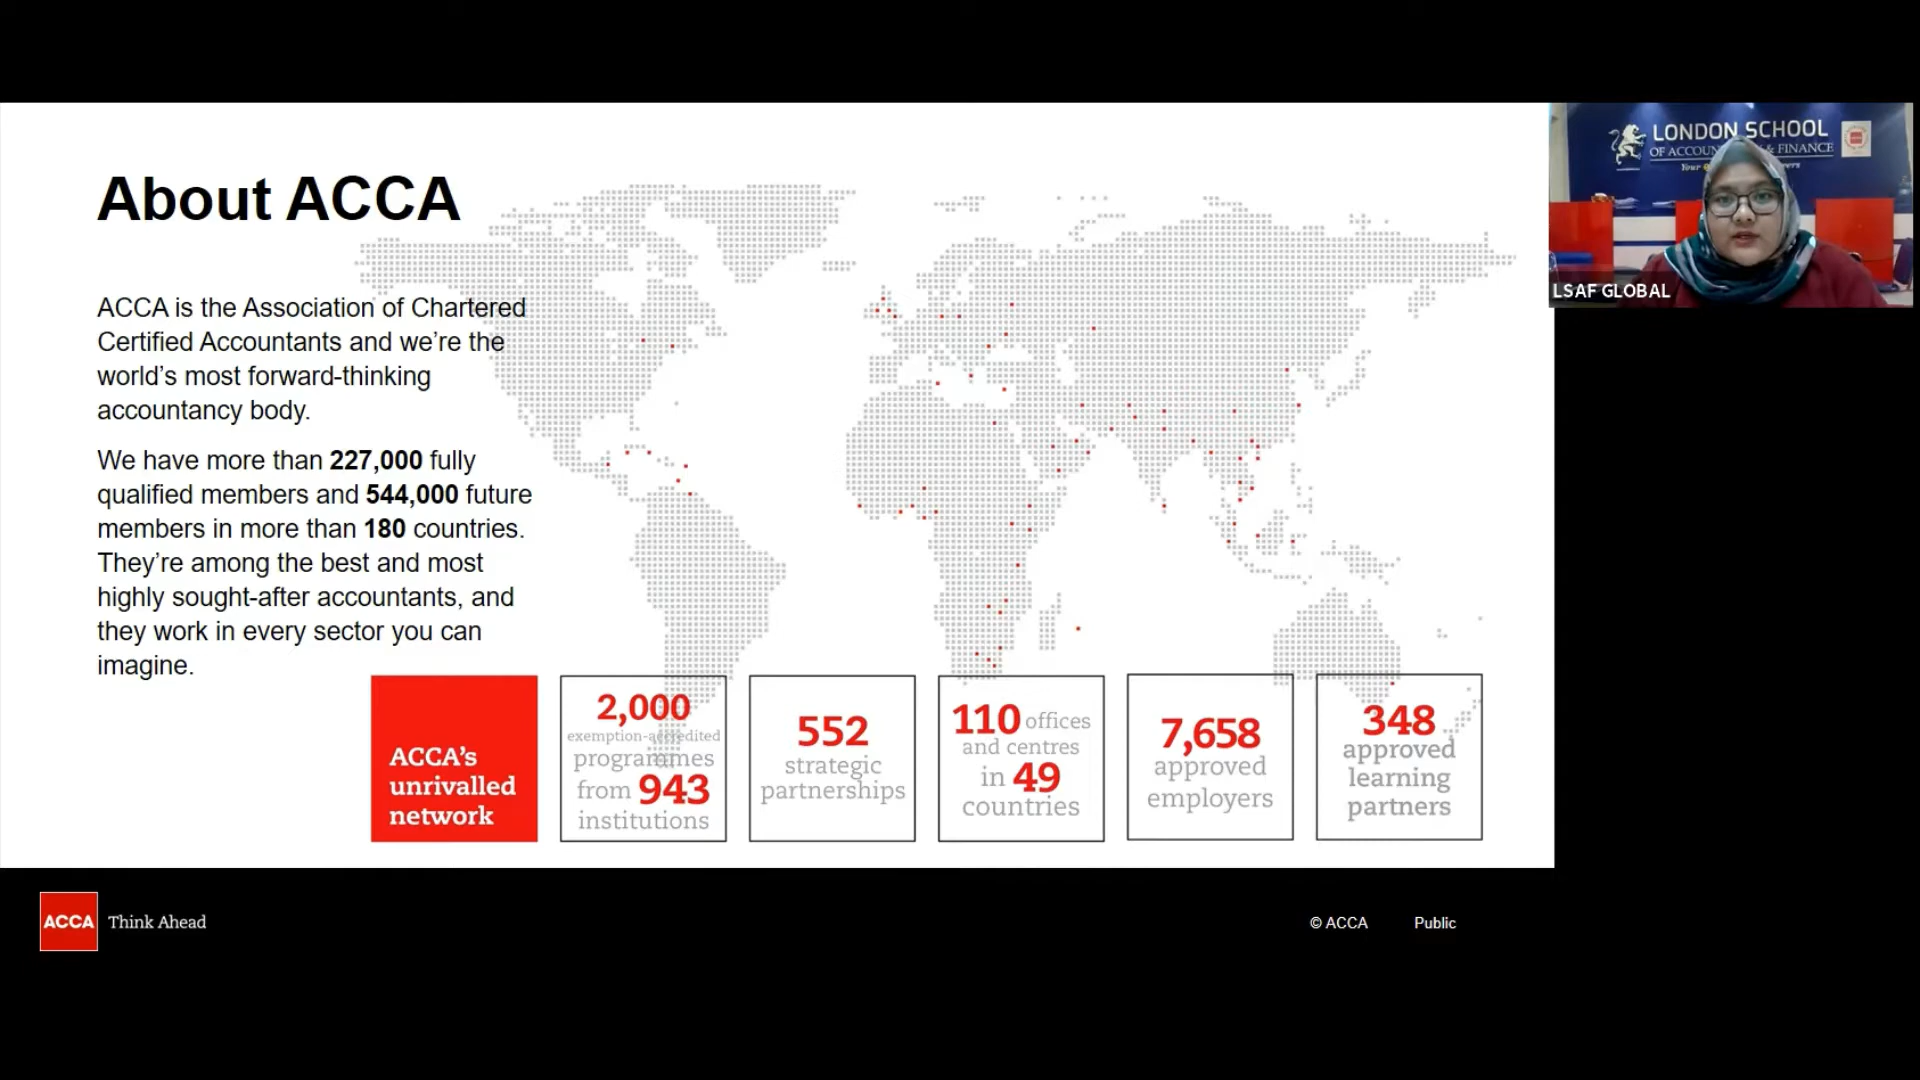 About ACCA
ACCA is the Association of Chartered
Certified Accountants and we’re the
world’s most forward-thinking
accountancy body.
We have more than 227,000 fully
qualified members and 544,000 future
members in more than 180 countries.
They’re among the best and most
highly sought-after accountants, and
they work in every sector you can
imagine.
ACCA’s
unrivalled
network
2,000
exemption-accredited
programmes
from 943
institutions
552
strategic
partnerships
110 offices
and centres
in 49
countries
7,658
approved
employers
348
approved
learning
partners
LONDON SCHOOL
OF & FINANCE
Your
LSAF GLOBAL
ACCA Think Ahead
© ACCA Public